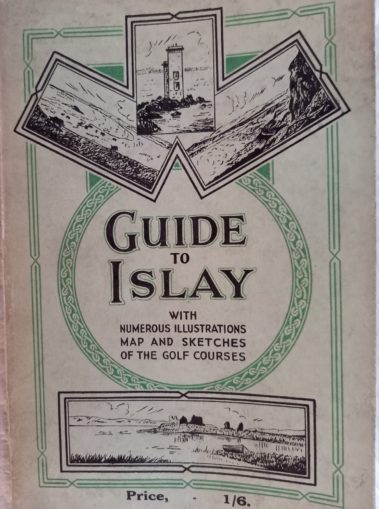 GUIDE
TO
ISLAY
WITH
NUMEROUS ILLUSTRATIONS
MAP AND SKETCHES
OF THE GOLF COURSES
Price, - 1/6.